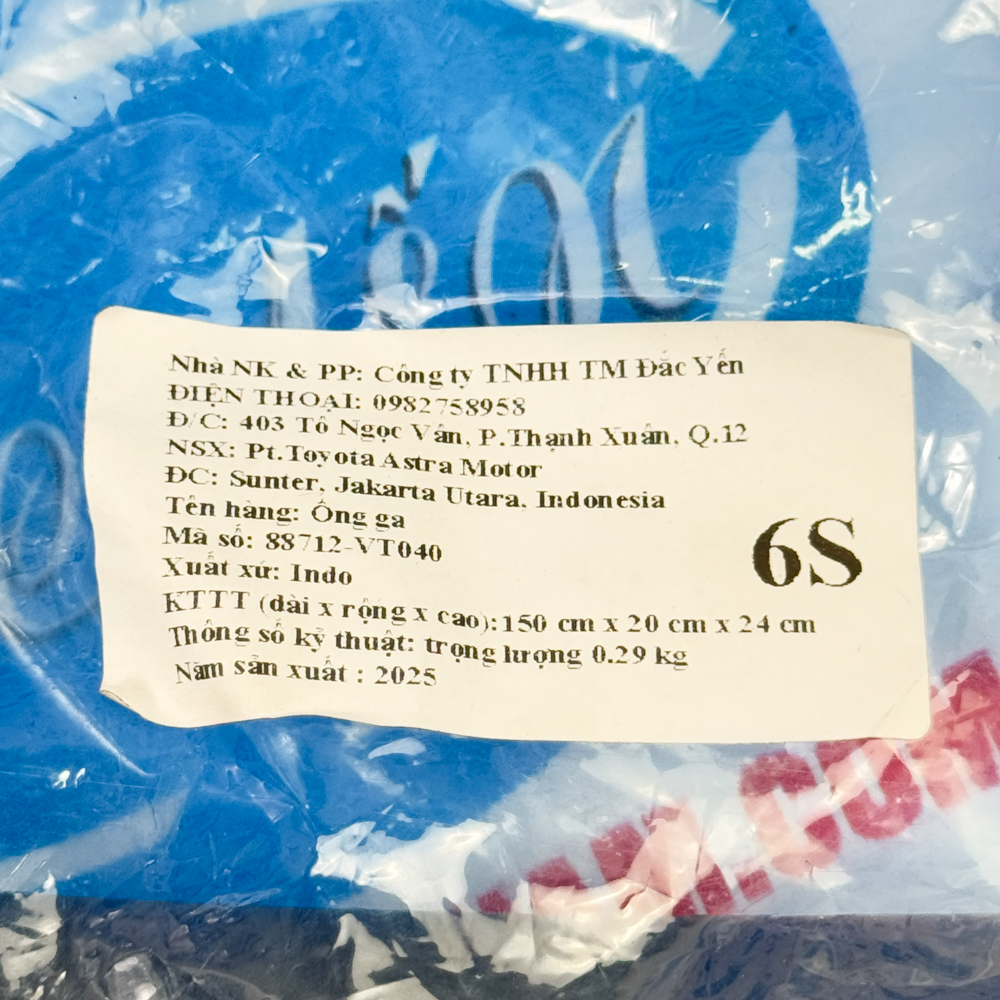 Nhà NK & PP: Công ty TNHH TM Đắc Yến
ĐIỆN THOẠI: 0982758958
Đ/C: 403 Tô Ngọc Vân, P.Thạnh Xuân, Q.12
NSX: Pt.Toyota Astra Motor
ĐC: Sunter, Jakarta Utara, Indonesia
Tên hàng: Ống ga
Mã số: 88712-VT040
6S
Xuất xứ: Indo
KTTT (dài x rộng x cao):150 cm x 20 cm x 24 cm
Thông số kỹ thuật: trọng lượng 0.29 kg
Năm sản xuất : 2025
.COM